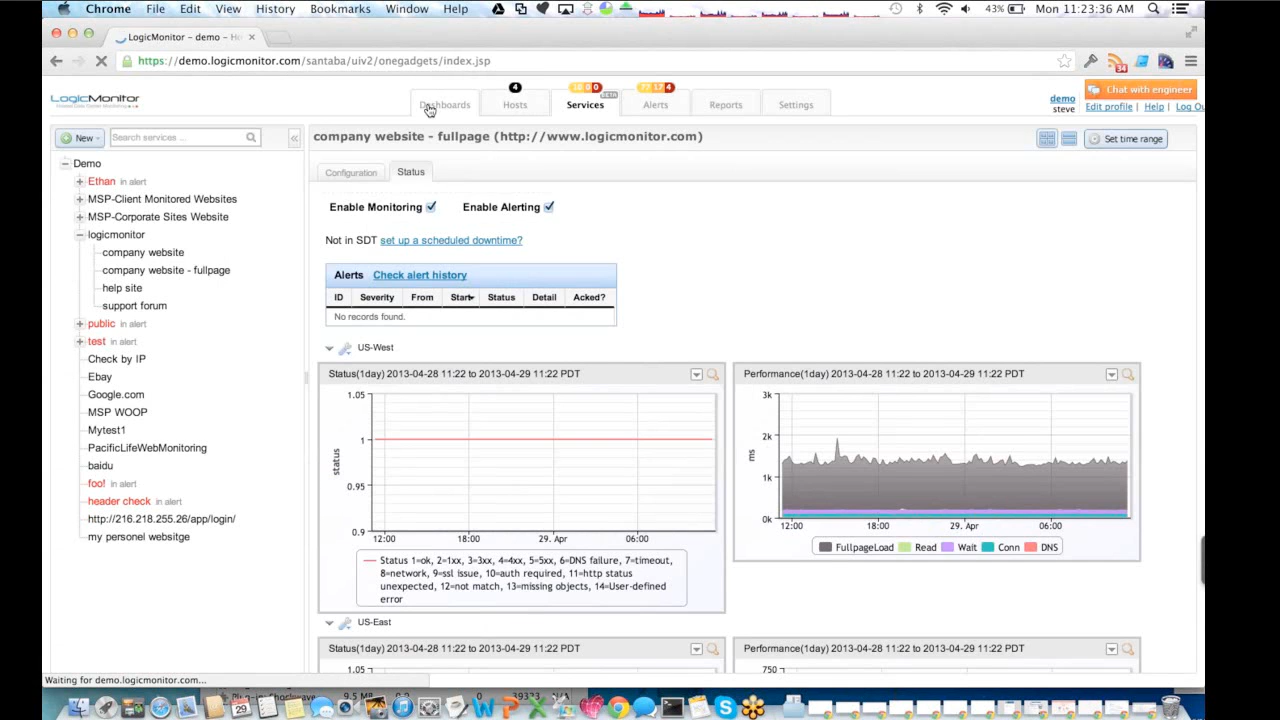 Chrome File Edit View History Bookmarks Window Help 43% Mon 11:23:36 AM
LogicMonitor – demo – Ho
https://demo.logicmonitor.com/santaba/uiv2/onegadgets/index.jsp 34
LogicMonitor
Dashboards 4 Hosts Services BETA Alerts Reports Settings
demo
steve
Chat with engineer
Edit profile | Help | Log Ou
New Search services ... «
Demo
Ethan in alert
MSP-Client Monitored Websites
MSP-Corporate Sites Website
logicmonitor
company website
company website - fullpage
help site
support forum
public in alert
test in alert
Check by IP
Ebay
Google.com
MSP WOOP
Mytest1
PacificLifeWebMonitoring
baidu
foo!
header check in alert
http://216.218.255.26/app/login/
my personel websitge
company website - fullpage (http://www.logicmonitor.com)
Set time range
Configuration Status
Enable Monitoring Enable Alerting
Not in SDT set up a scheduled downtime?
Alerts Check alert history
ID Severity From Start Status Detail Acked?
No records found.
US-West
Status(1day) 2013-04-28 11:22 to 2013-04-29 11:22 PDT
1.05
1
0.95
0.9
status
12:00 18:00 29. Apr 06:00
Status 1=ok, 2=1xx, 3=3xx, 4=4xx, 5=5xx, 6=DNS failure, 7=timeout,
8=network, 9=ssl issue, 10=auth required, 11=http status
unexpected, 12=not match, 13=missing objects, 14=User-defined
error
Performance(1day) 2013-04-28 11:22 to 2013-04-29 11:22 PDT
3k
2k
1k
0k
ms
12:00 18:00 29. Apr 06:00
FullpageLoad Read Wait Conn DNS
US-East
Status(1day) 2013-04-28 11:22 to 2013-04-29 11:22 PDT
1.05
Performance(1day) 2013-04-28 11:22 to 2013-04-29 11:22 PDT
750
Waiting for demo.logicmonitor.com...